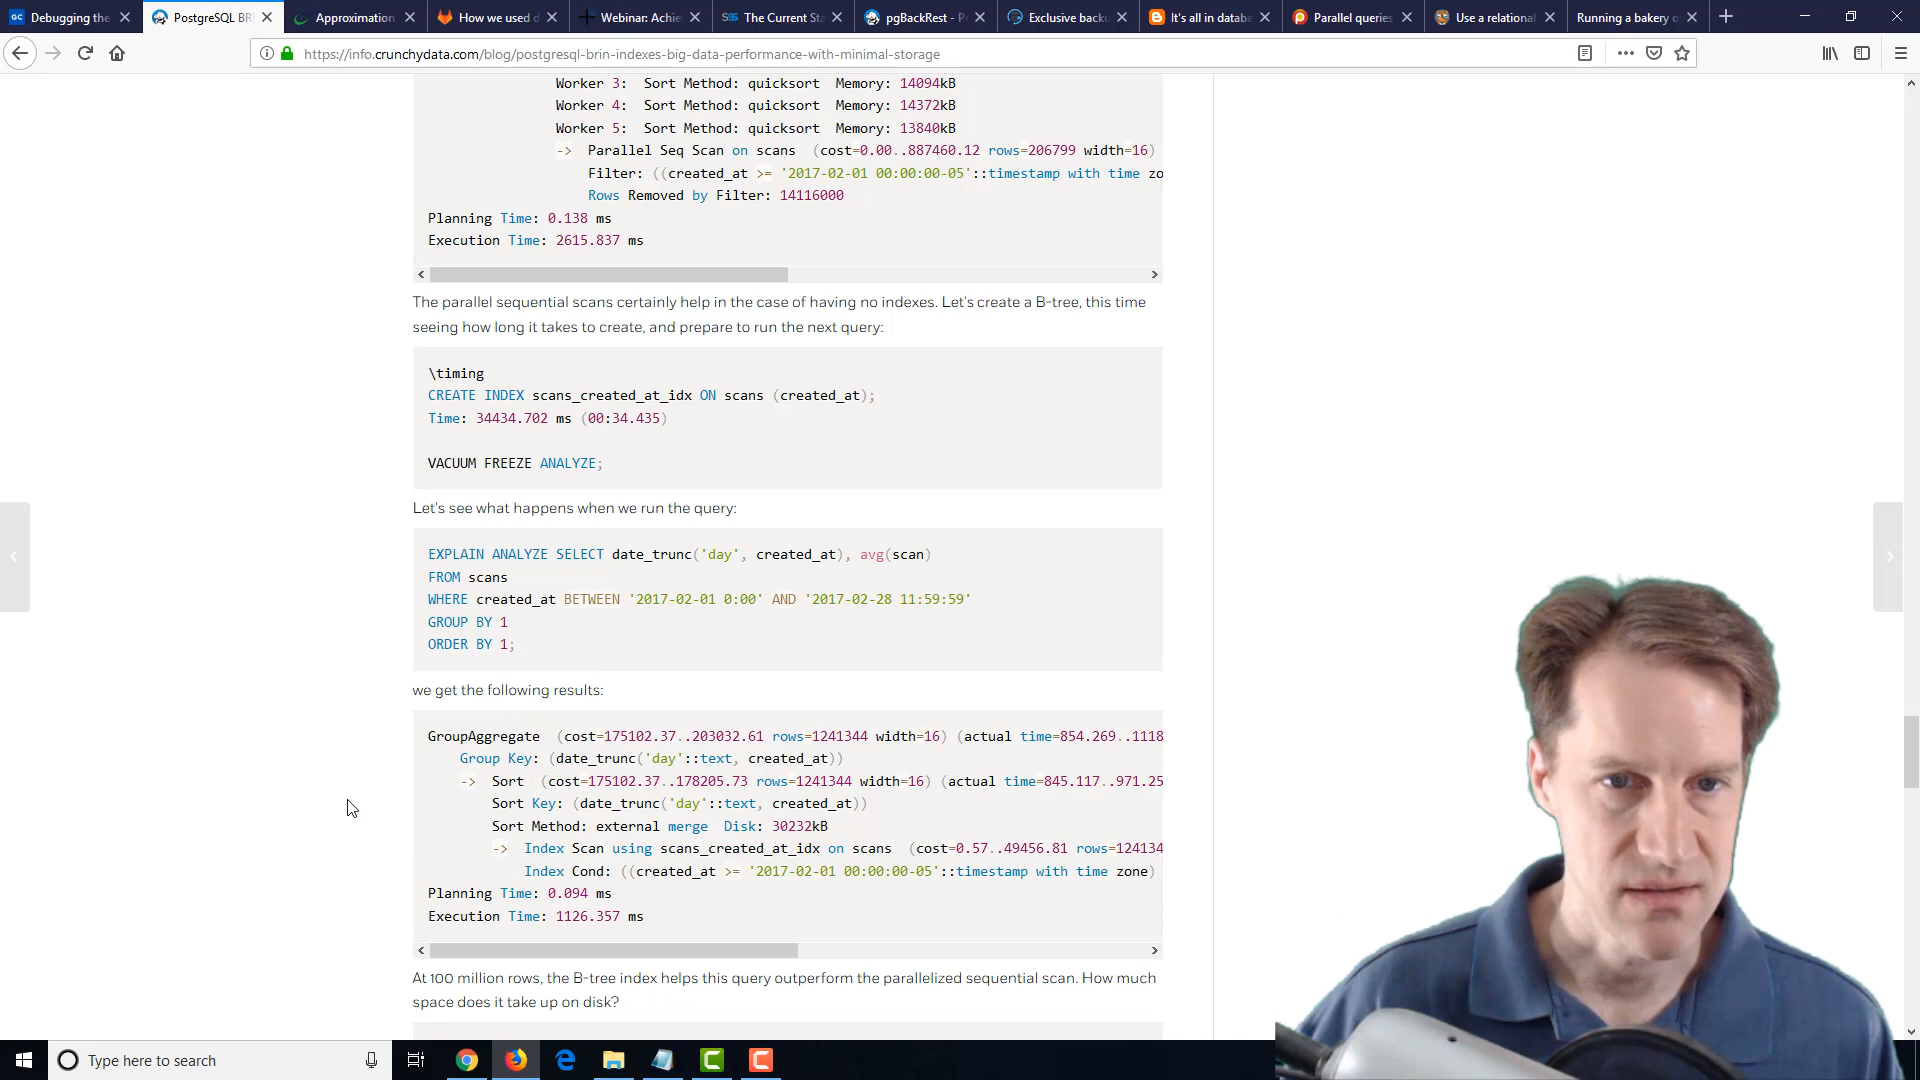 Debugging the
PostgreSQL BR
Approximation
How we used
Webinar: Achie
The Current Sta
pgBackRest - P
Exclusive backu
It's all in datab
Parallel queries
Use a relational
Running a bakery o
https://info.crunchydata.com/blog/postgresql-brin-indexes-big-data-performance-with-minimal-storage
Worker 3:  Sort Method: quicksort  Memory: 14094kB
Worker 4:  Sort Method: quicksort  Memory: 14372kB
Worker 5:  Sort Method: quicksort  Memory: 13840kB
->  Parallel Seq Scan on scans  (cost=0.00..887460.12 rows=206799 width=16)
Filter: ((created_at >= '2017-02-01 00:00:00-05'::timestamp with time zo
Rows Removed by Filter: 14116000
Planning Time: 0.138 ms
Execution Time: 2615.837 ms
The parallel sequential scans certainly help in the case of having no indexes. Let's create a B-tree, this time
seeing how long it takes to create, and prepare to run the next query:
\timing
CREATE INDEX scans_created_at_idx ON scans (created_at);
Time: 34434.702 ms (00:34.435)
VACUUM FREEZE ANALYZE;
Let's see what happens when we run the query:
EXPLAIN ANALYZE SELECT date_trunc('day', created_at), avg(scan)
FROM scans
WHERE created_at BETWEEN '2017-02-01 0:00' AND '2017-02-28 11:59:59'
GROUP BY 1
ORDER BY 1;
we get the following results:
GroupAggregate  (cost=175102.37..203032.61 rows=1241344 width=16) (actual time=854.269..1118
Group Key: (date_trunc('day'::text, created_at))
->  Sort  (cost=175102.37..178205.73 rows=1241344 width=16) (actual time=845.117..971.25
Sort Key: (date_trunc('day'::text, created_at))
Sort Method: external merge  Disk: 30232kB
->  Index Scan using scans_created_at_idx on scans  (cost=0.57..49456.81 rows=124134
Index Cond: ((created_at >= '2017-02-01 00:00:00-05'::timestamp with time zone)
Planning Time: 0.094 ms
Execution Time: 1126.357 ms
At 100 million rows, the B-tree index helps this query outperform the parallelized sequential scan. How much
space does it take up on disk?
Type here to search